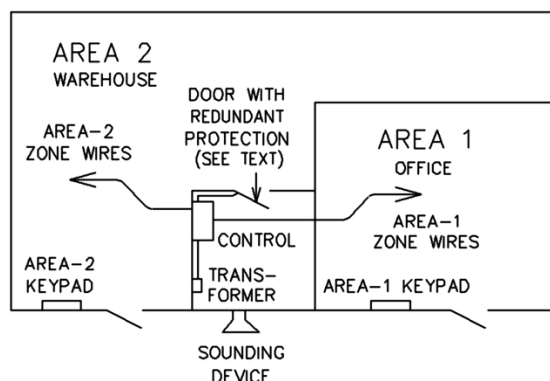 AREA 2
WAREHOUSE
DOOR WITH
REDUNDANT
PROTECTION
(SEE TEXT)
AREA-2
ZONE WIRES
AREA 1
OFFICE
AREA-1
ZONE WIRES
CONTROL
AREA-2
KEYPAD
TRANS-
FORMER
AREA-1 KEYPAD
SOUNDING
DEVICE